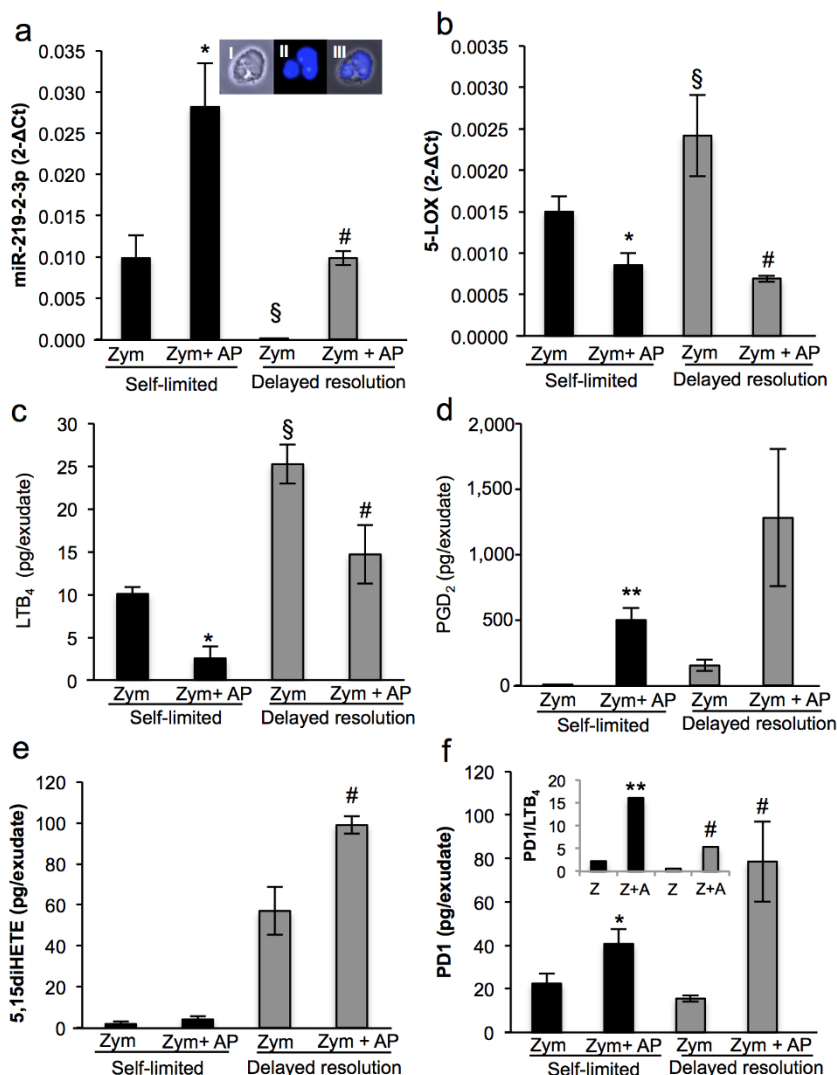 a
miR-219-2-3p (2-ΔCt)
0.035
0.030
0.025
0.020
0.015
0.010
0.005
0.000
*
I II III
§
#
Zym Zym+ AP Zym Zym + AP
Self-limited Delayed resolution
b
5-LOX (2-ΔCt)
0.0035
0.0030
0.0025
0.0020
0.0015
0.0010
0.0005
0.0000
*
§
#
Zym Zym+ AP Zym Zym + AP
Self-limited Delayed resolution
c
LTB4 (pg/exudate)
30
25
20
15
10
5
0
*
§
#
Zym Zym+ AP Zym Zym + AP
Self-limited Delayed resolution
d
PGD2 (pg/exudate)
2,000
1,500
1,000
500
0
**
Zym Zym+ AP Zym Zym + AP
Self-limited Delayed resolution
e
5,15diHETE (pg/exudate)
120
100
80
60
40
20
0
#
Zym Zym+ AP Zym Zym + AP
Self-limited Delayed resolution
f
PD1 (pg/exudate)
120
100
80
60
40
20
0
PD1/LTB4
20
15
10
5
0
**
#
Z Z+A Z Z+A
*
#
Zym Zym+ AP Zym Zym + AP
Self-limited Delayed resolution